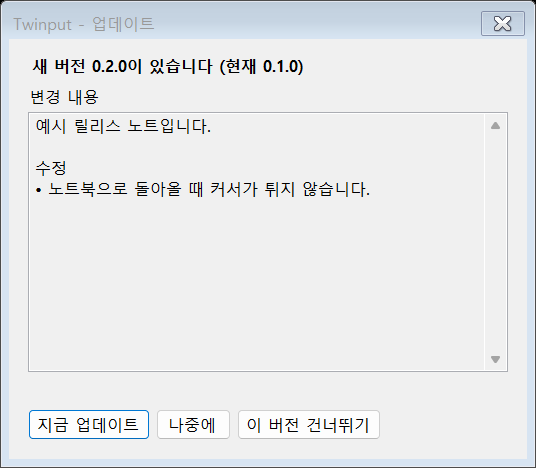 Twinput - 업데이트
새 버전 0.2.0이 있습니다 (현재 0.1.0)
변경 내용
예시 릴리스 노트입니다.
수정
• 노트북으로 돌아올 때 커서가 튀지 않습니다.
지금 업데이트
나중에
이 버전 건너뛰기